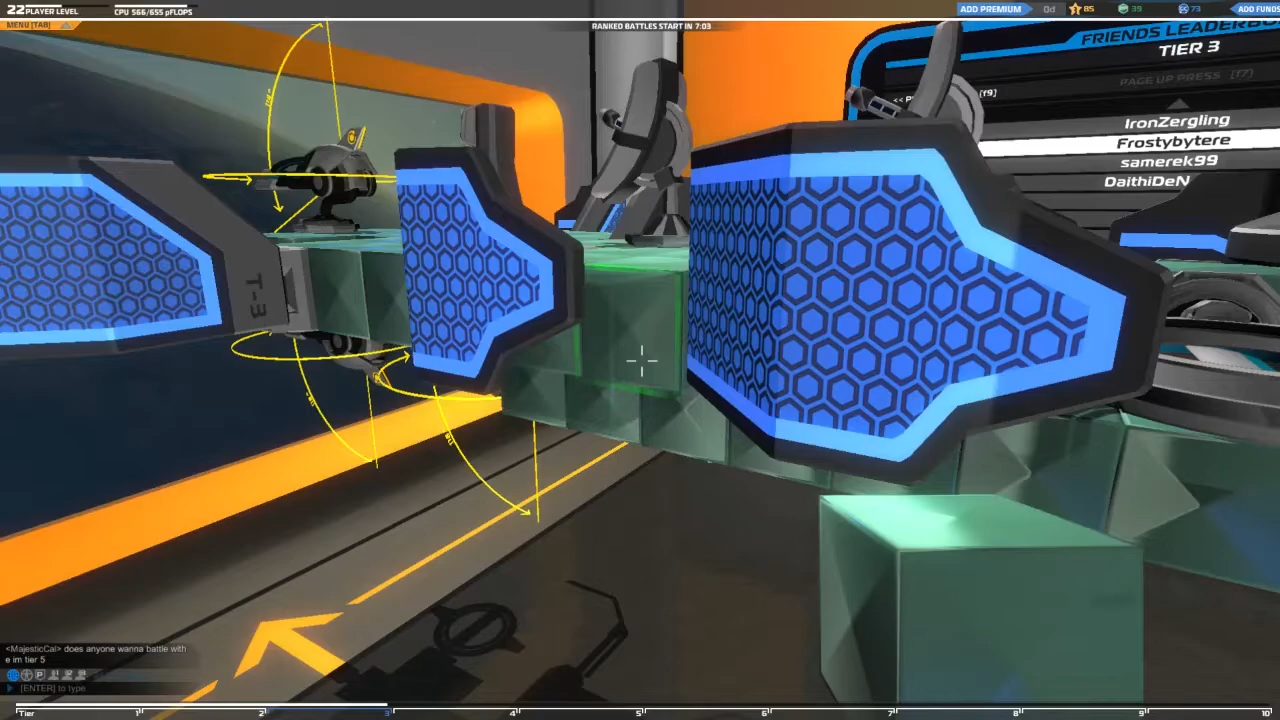 22 PLAYER LEVEL
CPU 566/655 pFLOPS
ADD PREMIUM
0d
85
39
73
ADD FUNDS
MENU [TAB]
RANKED BATTLES START IN 7:03
FRIENDS LEADERBO
TIER 3
PAGE UP PRESS [f7]
[f9]
IronZergling
Frostybytere
samerek99
DaithiDeN
T-3
<MajesticCal> does anyone wanna battle with
e im tier 5
[ENTER] to type
Tier 1 2 3 4 5 6 7 8 9 10